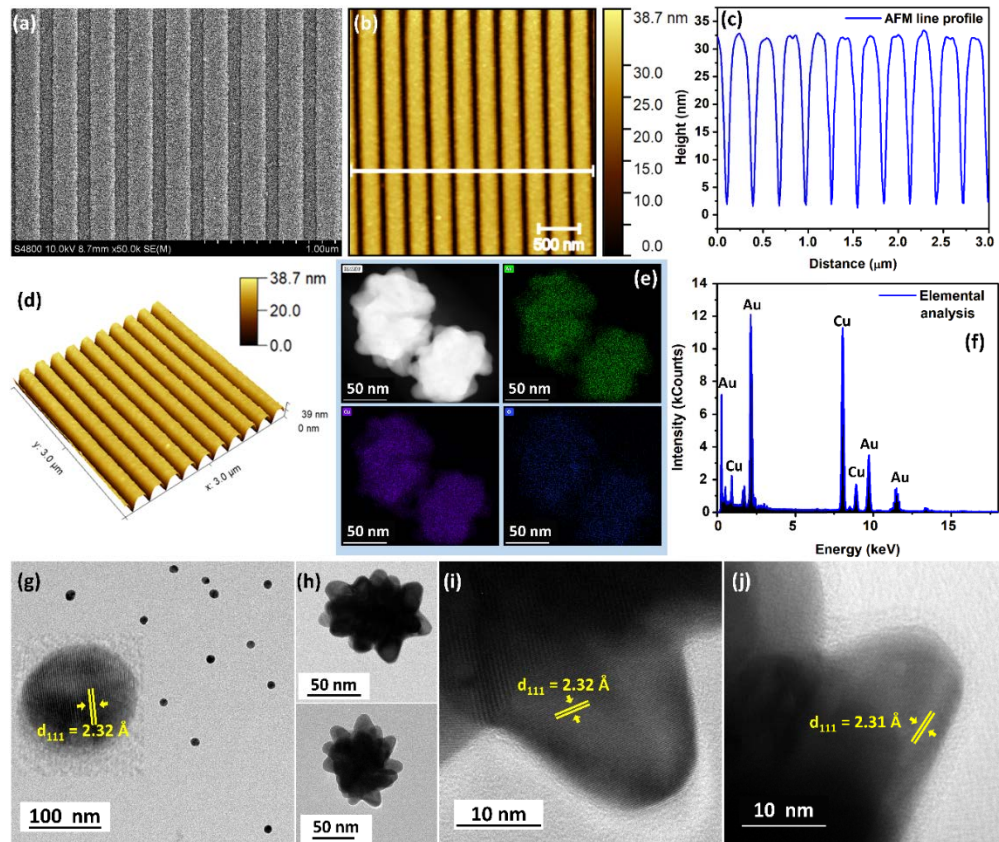 (a)
S4800 10.0kV 8.7mm x50.0k SE(M)
1.00um
(b)
500 nm
38.7 nm
30.0
25.0
20.0
15.0
10.0
0.0
(c)
AFM line profile
Height (nm)
35
30
25
20
15
10
5
0
0.0 0.5 1.0 1.5 2.0 2.5 3.0
Distance (μm)
(d)
38.7 nm
20.0
0.0
39 nm
0 nm
y: 3.0 μm
x: 3.0 μm
(e)
50 nm
50 nm
Cu
50 nm
50 nm
(f)
Elemental
analysis
Intensity (kCounts)
14
12
10
8
6
4
2
0
Au
Au
Cu
Cu
Cu
Au
Au
0 5 10 15
Energy (keV)
(g)
d111 = 2.32 Å
100 nm
(h)
50 nm
50 nm
(i)
d111 = 2.32 Å
10 nm
(j)
d111 = 2.31 Å
10 nm